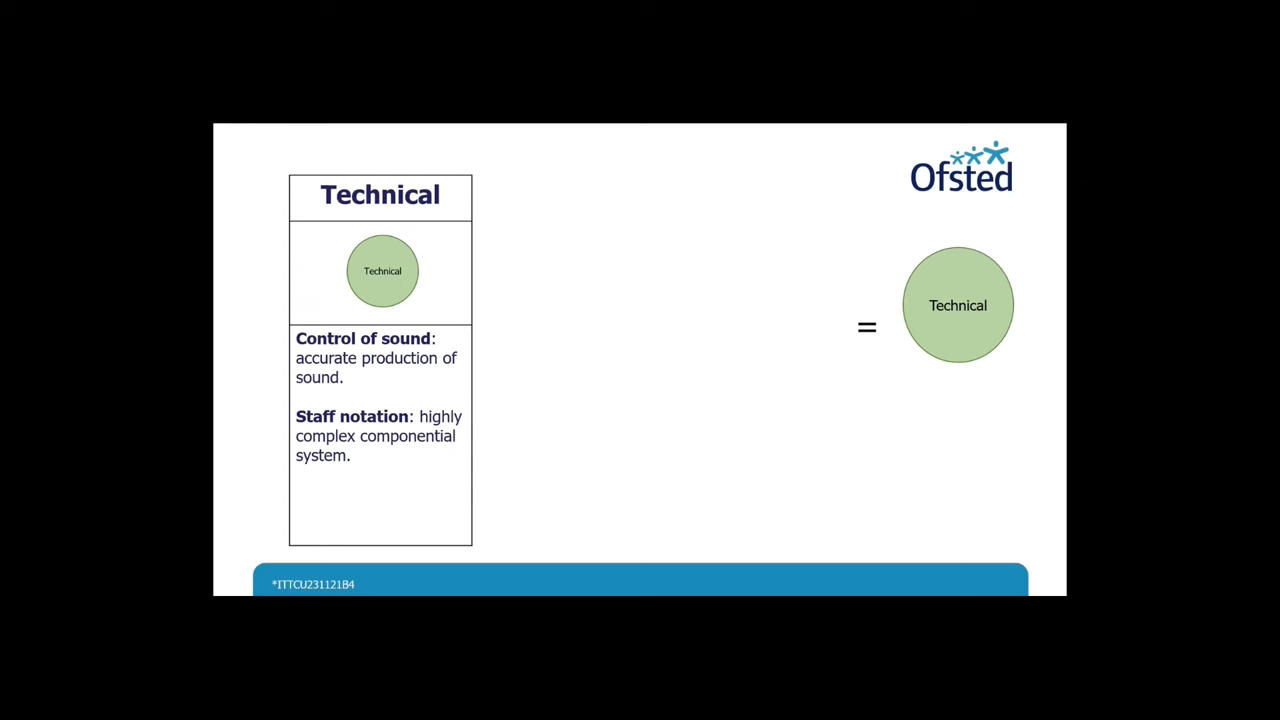 Ofsted
Technical
Technical
Control of sound:
accurate production of
sound.
Staff notation: highly
complex componential
system.
=
Technical
*ITTCU231121B4